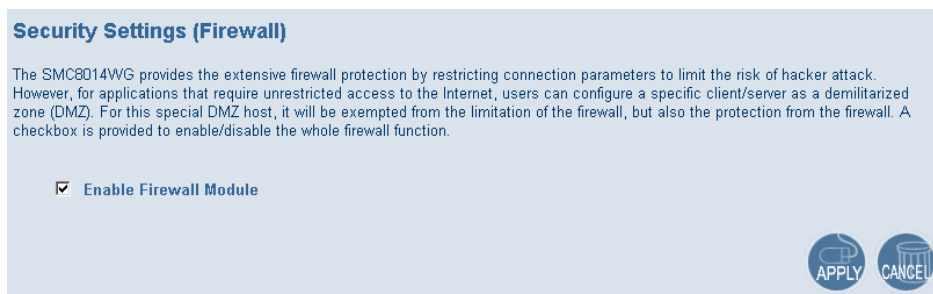 Security Settings (Firewall)
The SMC8014WG provides the extensive firewall protection by restricting connection parameters to limit the risk of hacker attack.
However, for applications that require unrestricted access to the Internet, users can configure a specific client/server as a demilitarized
zone (DMZ). For this special DMZ host, it will be exempted from the limitation of the firewall, but also the protection from the firewall. A
checkbox is provided to enable/disable the whole firewall function.
Enable Firewall Module
APPLY CANCEL